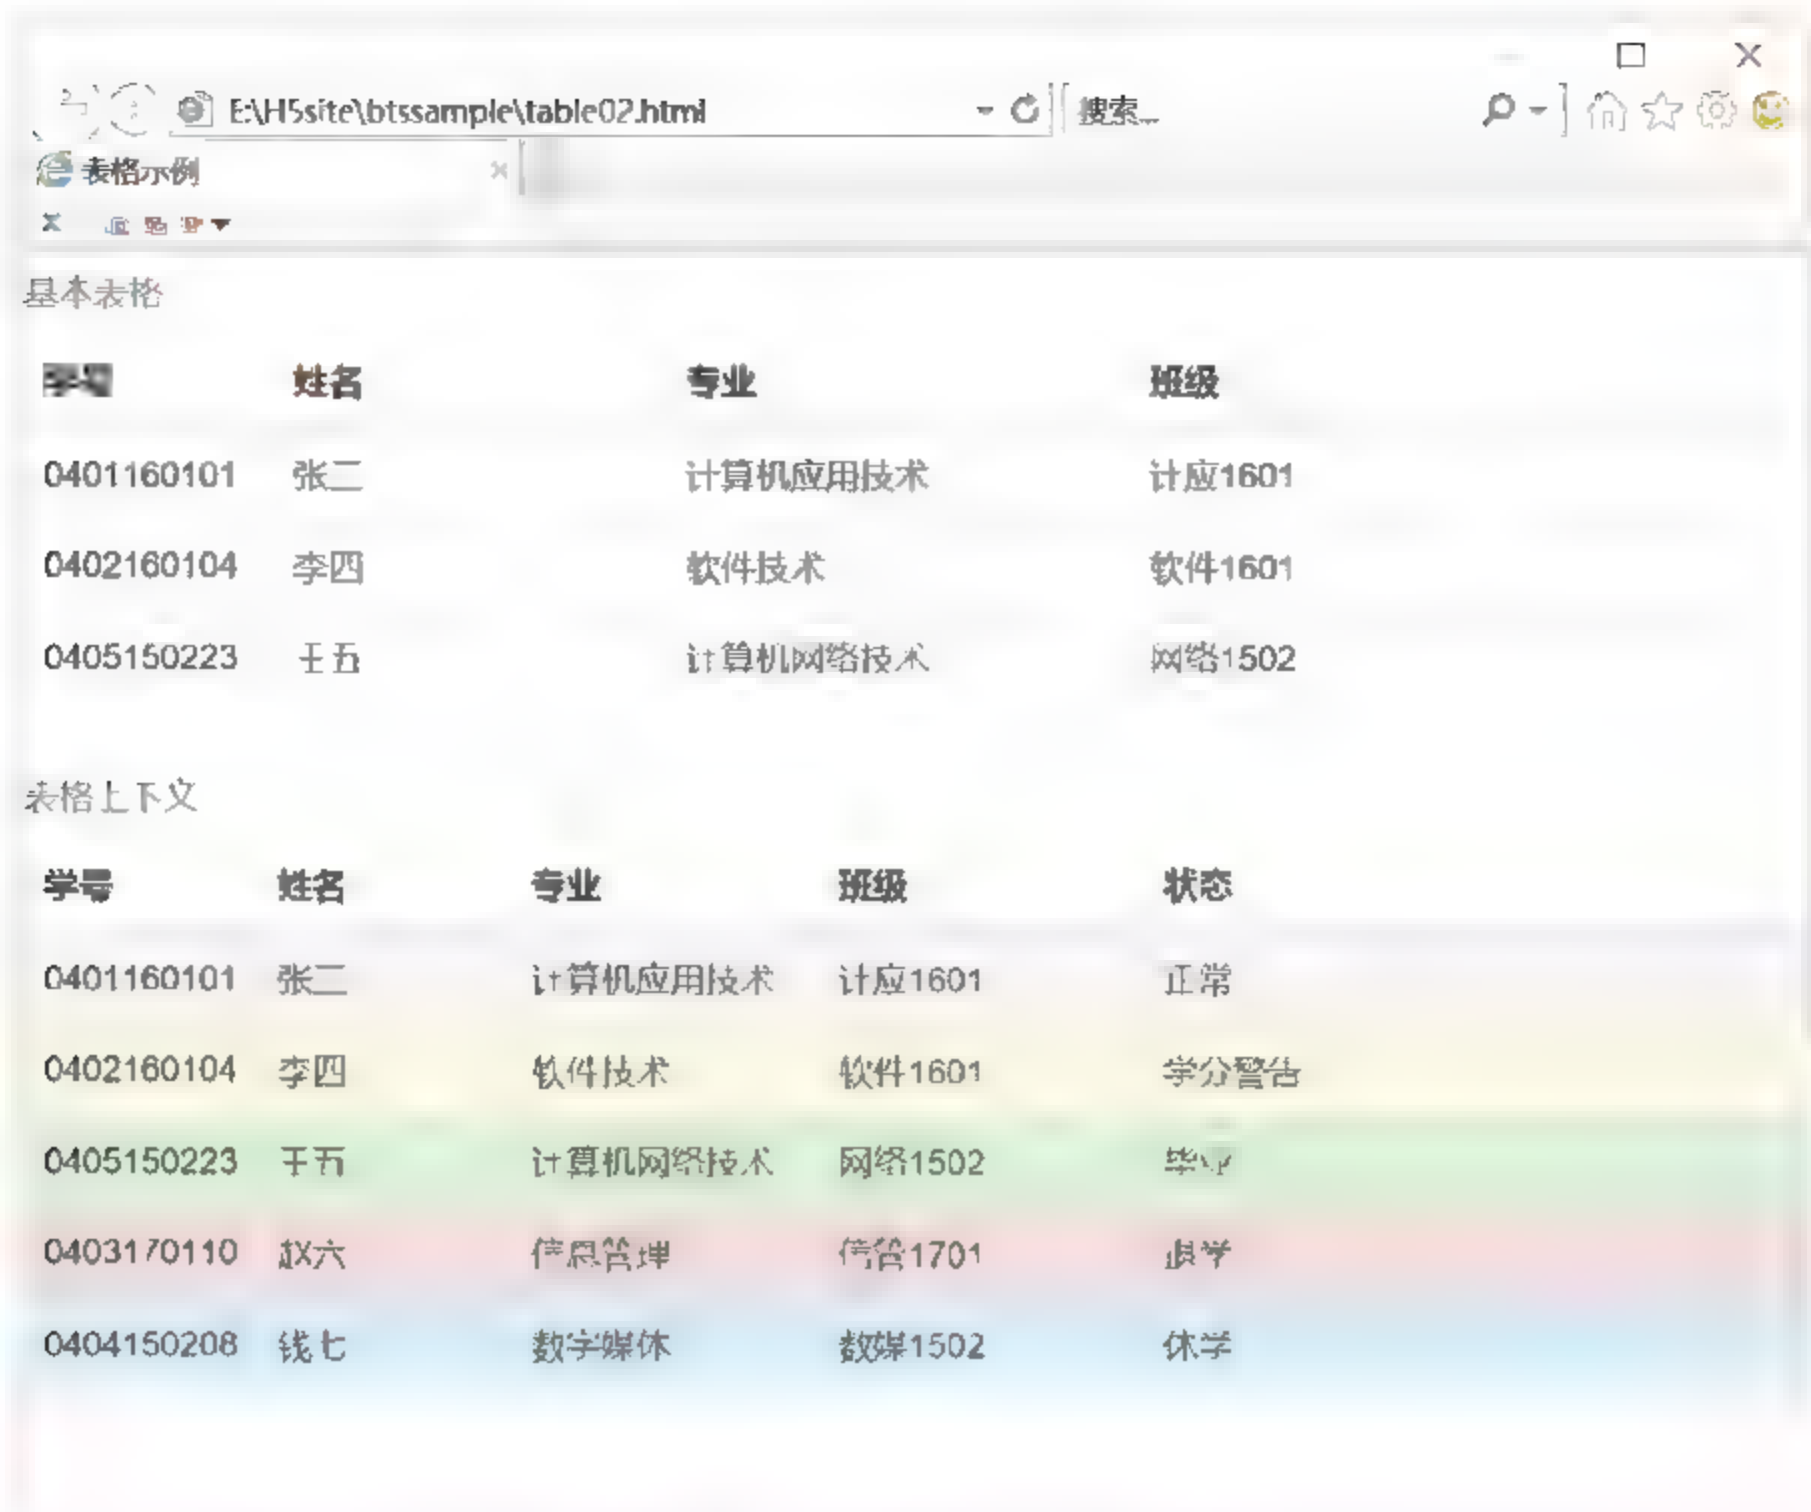 E:\H5site\btssample\table02.html 搜索...
表格示例
基本表格
学号 姓名 专业 班级
0401160101 张三 计算机应用技术 计应1601
0402160104 李四 软件技术 软件1601
0405150223 王五 计算机网络技术 网络1502
表格上下文
学号 姓名 专业 班级 状态
0401160101 张三 计算机应用技术 计应1601 正常
0402160104 李四 软件技术 软件1601 学分警告
0405150223 王五 计算机网络技术 网络1502 毕业
0403170110 赵六 信息管理 信管1701 退学
0404150208 钱七 数字媒体 数媒1502 休学